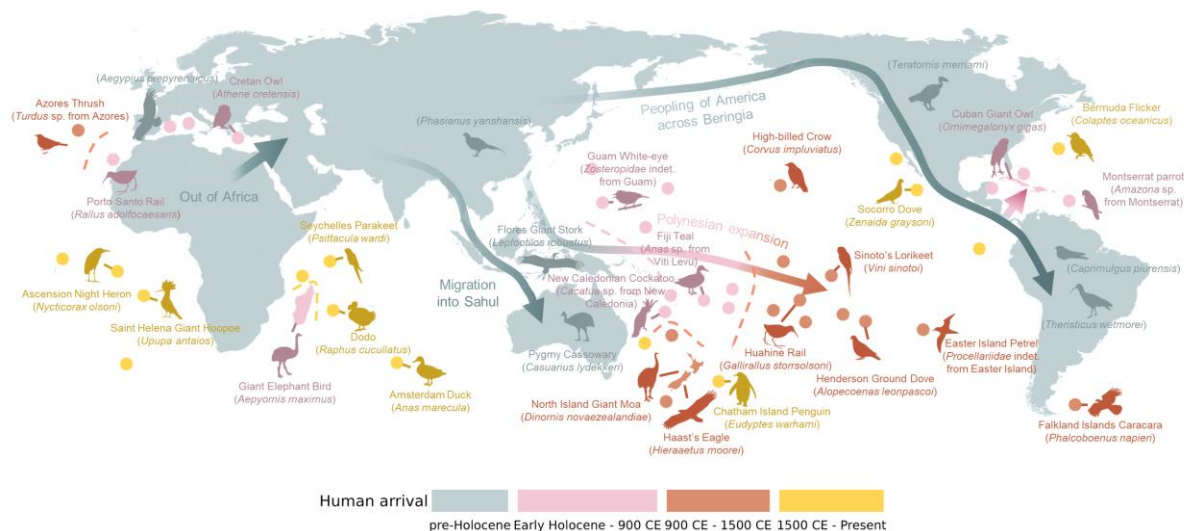 (Aegypius prepyrenaicus)
Cretan Owl
(Athene cretensis)
Azores Thrush
(Turdus sp. from Azores)
Out of Africa
Porto Santo Rail
(Rallus adolfocaesaris)
Seychelles Parakeet
(Psittacula wardi)
Ascension Night Heron
(Nycticorax olsoni)
Saint Helena Giant Hoopoe
(Upupa antaios)
Dodo
(Raphus cucullatus)
Giant Elephant Bird
(Aepyornis maximus)
Amsterdam Duck
(Anas marecula)
(Phasianus yanshansis)
Peopling of America
across Beringia
Guam White-eye
(Zosteropidae indet.
from Guam)
High-billed Crow
(Corvus impluviatus)
Flores Giant Stork
(Leptoptilos robustus)
Polynesian expansion
Fiji Teal
(Anas sp. from
Viti Levu)
Migration
into Sahul
New Caledonian Cockatoo
(Cacatua sp. from New
Caledonia)
Sinoto's Lorikeet
(Vini sinotoi)
Pygmy Cassowary
(Casuarius lydekkeri)
Huahine Rail
(Gallirallus storrsolsoni)
North Island Giant Moa
(Dinornis novaezealandiae)
Haast's Eagle
(Hieraaetus moorei)
Chatham Island Penguin
(Eudyptes warhami)
Henderson Ground Dove
(Alopecoenas leonpascoi)
Easter Island Petrel
(Procellariidae indet.
from Easter Island)
(Teratornis merriami)
Cuban Giant Owl
(Ornimegalonyx gigas)
Bermuda Flicker
(Colaptes oceanicus)
Montserrat parrot
(Amazona sp.
from Montserrat)
Socorro Dove
(Zenaida graysoni)
(Caprimulgus piurensis)
(Theristicus wetmorei)
Falkland Islands Caracara
(Phalcoboenus napieri)
Human arrival
pre-Holocene Early Holocene - 900 CE 900 CE - 1500 CE 1500 CE - Present